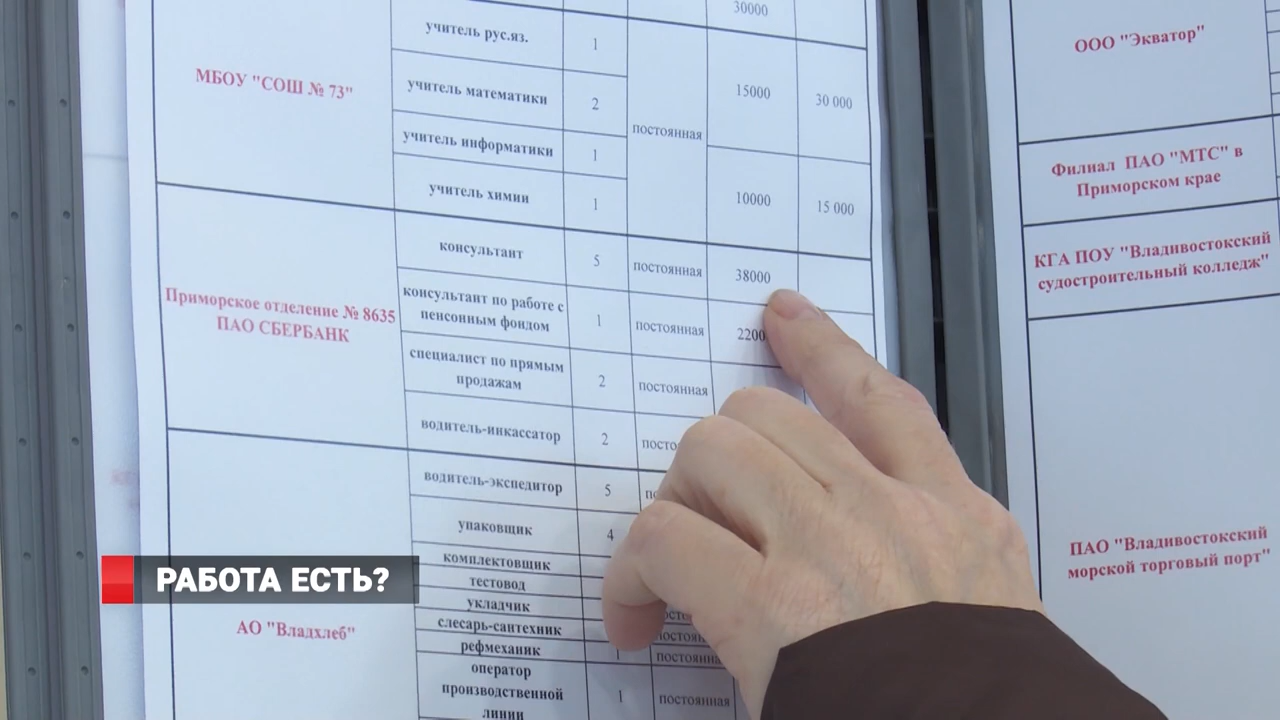 30000
МБОУ "СОШ № 73"
учитель рус.яз.
1
учитель математики
2
учитель информатики
1
учитель химии
1
постоянная
15000
30 000
10000
15 000
Приморское отделение № 8635
ПАО СБЕРБАНК
консультант
5
постоянная
38000
консультант по работе с
пенсонным фондом
1
постоянная
2200
специалист по прямым
продажам
2
постоянная
водитель-инкассатор
2
АО "Владхлеб"
водитель-экспедитор
5
упаковщик
4
комплектовщик
тестовод
укладчик
слесарь-сантехник
рефмеханик
1
оператор
производственной
линии
1
постоянная
ООО "Экватор"
Филиал ПАО "МТС" в
Приморском крае
КГА ПОУ "Владивостокский
судостроительный колледж"
ПАО "Владивостокский
морской торговый порт"
РАБОТА ЕСТЬ?